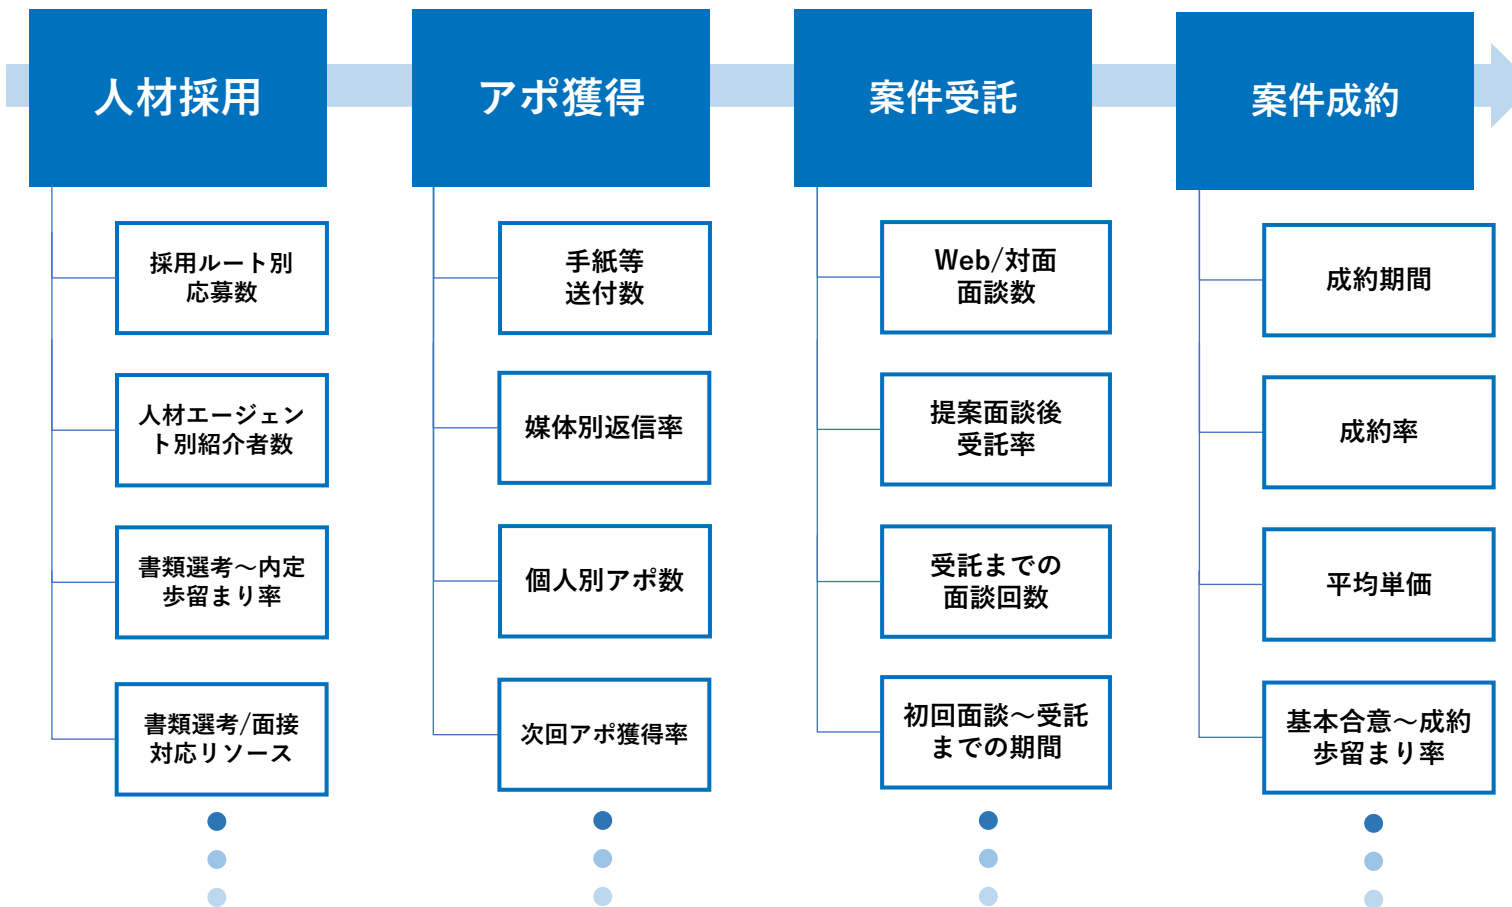 人材採用
採用ルート別
応募数
人材エージェン
ト別紹介者数
書類選考～内定
歩留まり率
書類選考/面接
対応リソース
アポ獲得
手紙等
送付数
媒体別返信率
個人別アポ数
次回アポ獲得率
案件受託
Web/対面
面談数
提案面談後
受託率
受託までの
面談回数
初回面談～受託
までの期間
案件成約
成約期間
成約率
平均単価
基本合意～成約
歩留まり率